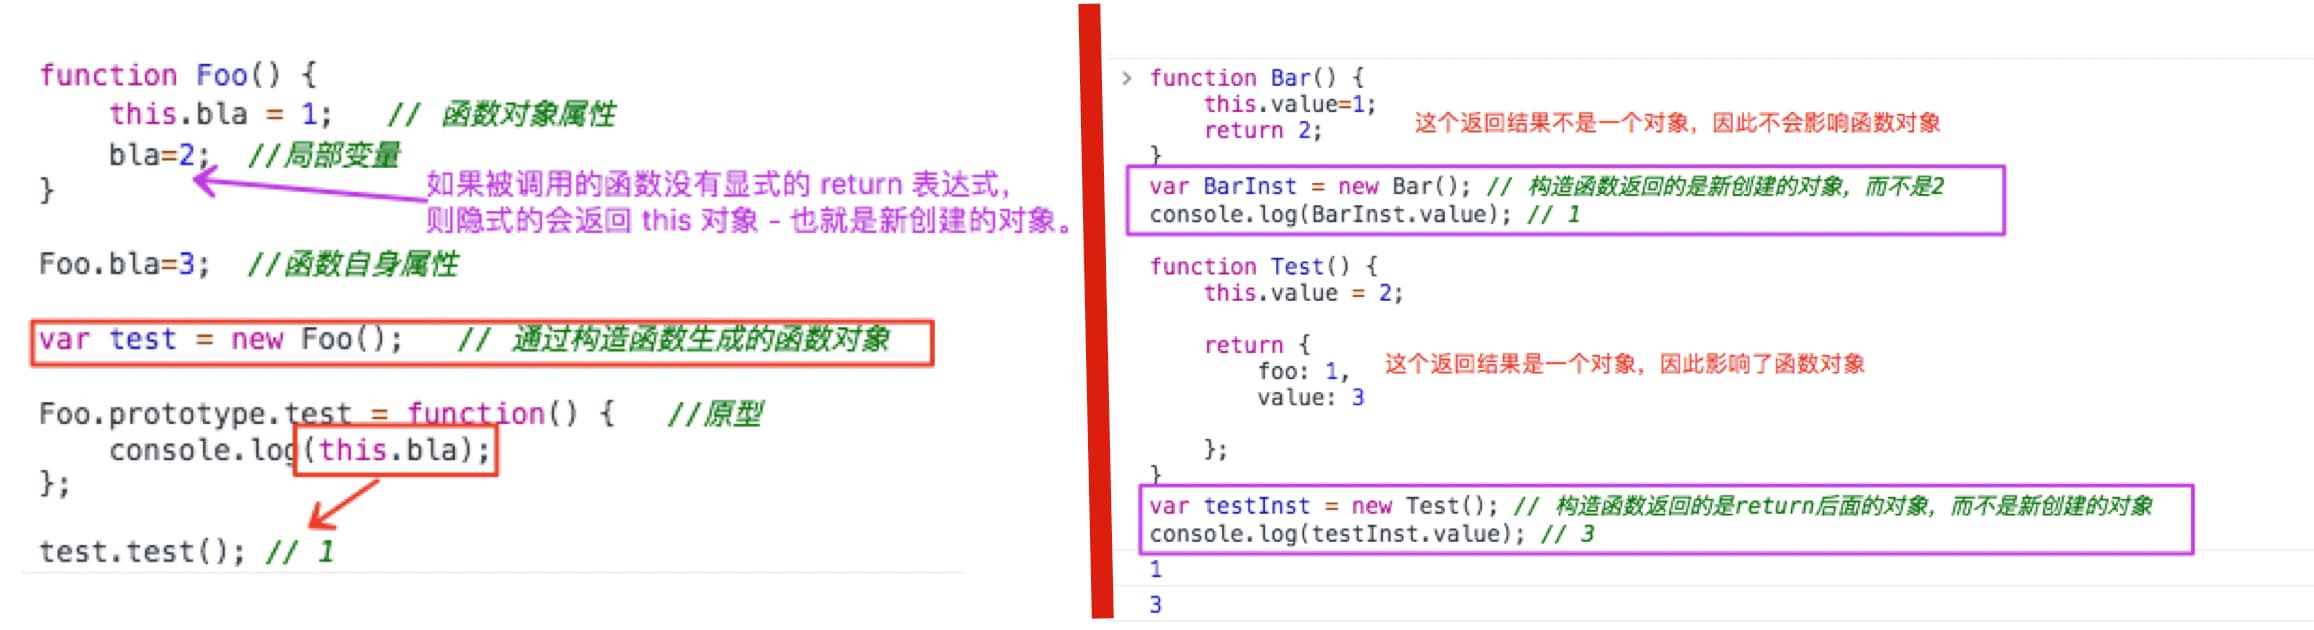 function Foo() {
this.bla = 1;   // 函数对象属性
bla=2;  //局部变量
如果被调用的函数没有显式的 return 表达式，
}
则隐式的会返回 this 对象 - 也就是新创建的对象。
Foo.bla=3;  //函数自身属性
var test = new Foo();   // 通过构造函数生成的函数对象
Foo.prototype.test = function() {   //原型
console.log(this.bla);
};
test.test(); // 1
> function Bar() {
this.value=1;
这个返回结果不是一个对象，因此不会影响函数对象
return 2;
}
var BarInst = new Bar(); // 构造函数返回的是新创建的对象，而不是2
console.log(BarInst.value); // 1
function Test() {
this.value = 2;
return {
这个返回结果是一个对象，因此影响了函数对象
foo: 1,
value: 3
};
}
var testInst = new Test(); // 构造函数返回的是return后面的对象，而不是新创建的对象
console.log(testInst.value); // 3
1
3